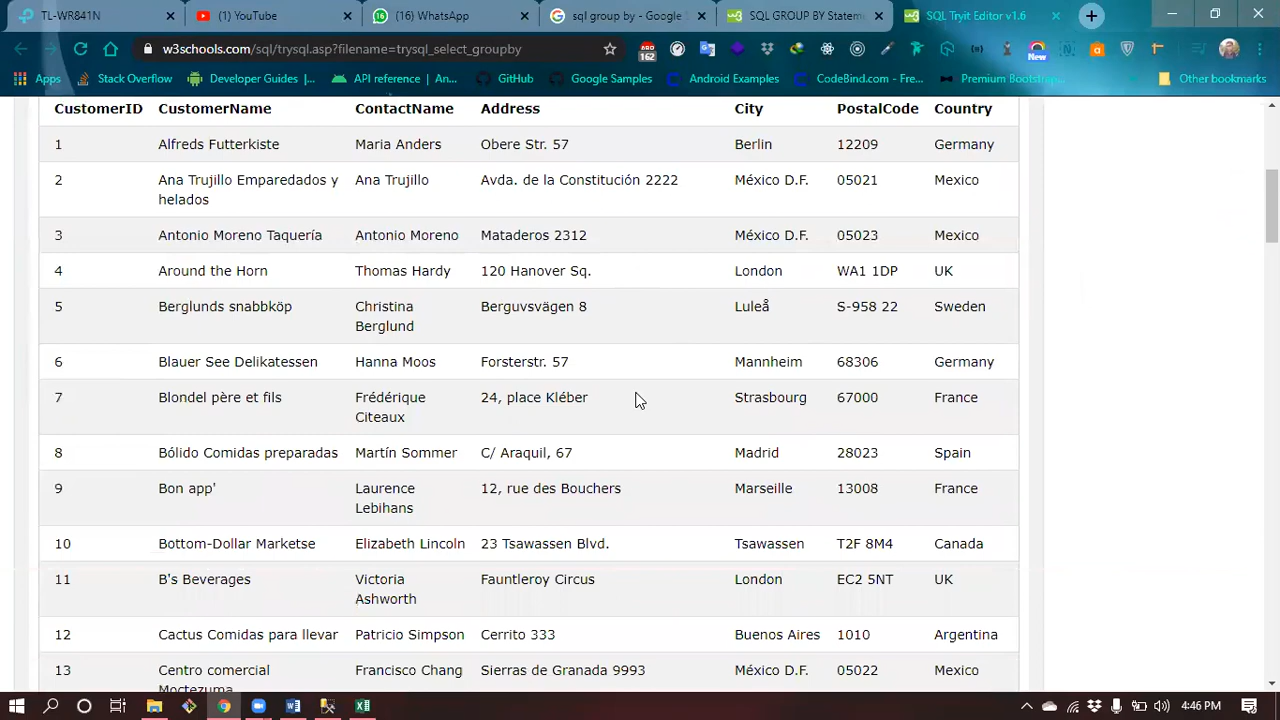 TL-WR841N
(1) YouTube
(16) WhatsApp
sql group by - Google S
SQL GROUP BY Statem
SQL Tryit Editor v1.6
w3schools.com/sql/trysql.asp?filename=trysql_select_groupby
162
New
Apps
Stack Overflow
Developer Guides |...
API reference | An...
GitHub
Google Samples
Android Examples
CodeBind.com - Fre...
Premium Bootstrap...
Other bookmarks
CustomerID CustomerName ContactName Address City PostalCode Country
1 Alfreds Futterkiste Maria Anders Obere Str. 57 Berlin 12209 Germany
2 Ana Trujillo Emparedados y helados Ana Trujillo Avda. de la Constitución 2222 México D.F. 05021 Mexico
3 Antonio Moreno Taquería Antonio Moreno Mataderos 2312 México D.F. 05023 Mexico
4 Around the Horn Thomas Hardy 120 Hanover Sq. London WA1 1DP UK
5 Berglunds snabbköp Christina Berglund Berguvsvägen 8 Luleå S-958 22 Sweden
6 Blauer See Delikatessen Hanna Moos Forsterstr. 57 Mannheim 68306 Germany
7 Blondel père et fils Frédérique Citeaux 24, place Kléber Strasbourg 67000 France
8 Bólido Comidas preparadas Martín Sommer C/ Araquil, 67 Madrid 28023 Spain
9 Bon app' Laurence Lebihans 12, rue des Bouchers Marseille 13008 France
10 Bottom-Dollar Marketse Elizabeth Lincoln 23 Tsawassen Blvd. Tsawassen T2F 8M4 Canada
11 B's Beverages Victoria Ashworth Fauntleroy Circus London EC2 5NT UK
12 Cactus Comidas para llevar Patricio Simpson Cerrito 333 Buenos Aires 1010 Argentina
13 Centro comercial Moctezuma Francisco Chang Sierras de Granada 9993 México D.F. 05022 Mexico
4:46 PM